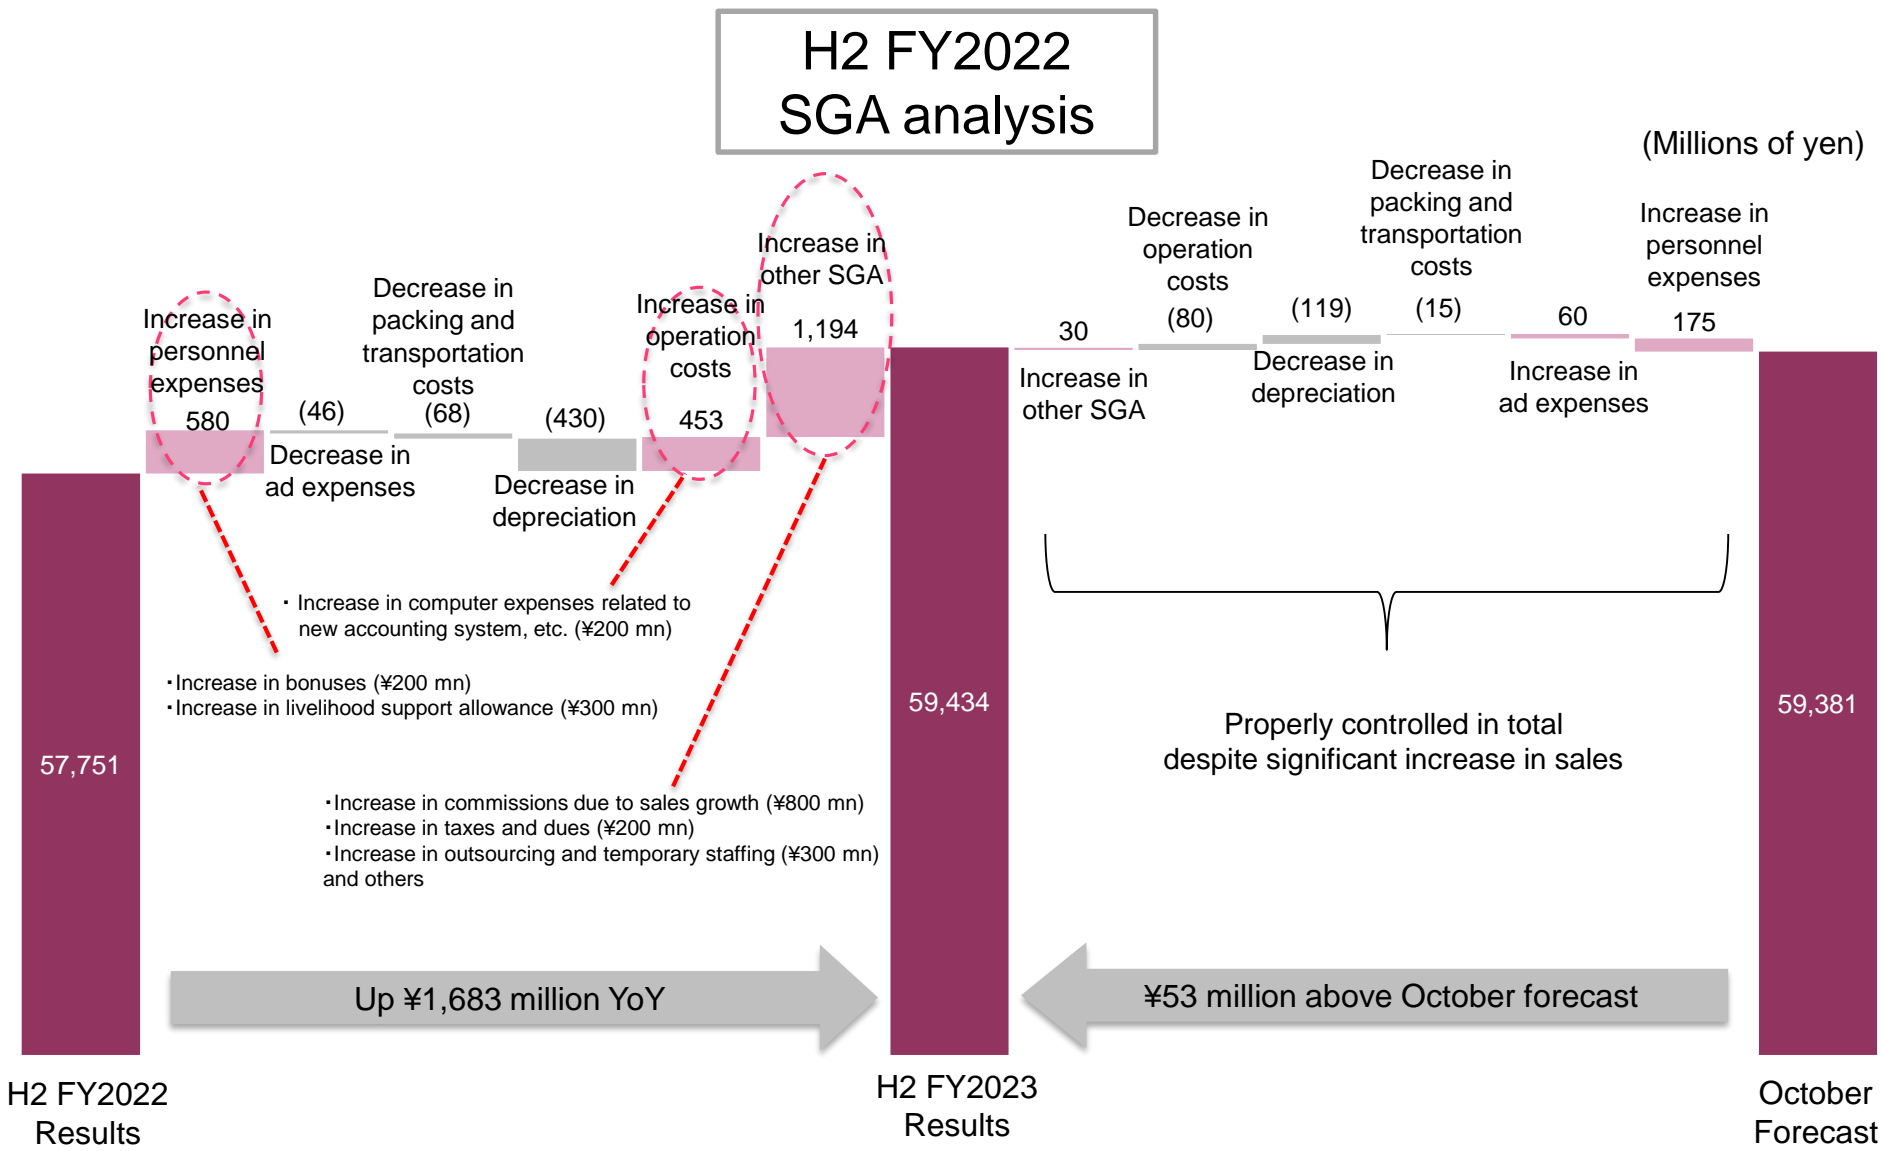 H2 FY2022
SGA analysis
(Millions of yen)
Increase in
personnel
expenses
580
(46)
Decrease in
ad expenses
Decrease in
packing and
transportation
costs
(68)
(430)
Decrease in
depreciation
Increase in
operation
costs
453
Increase in
other SGA
1,194
30
Increase in
other SGA
Decrease in
operation
costs
(80)
(119)
Decrease in
depreciation
Decrease in
packing and
transportation
costs
(15)
60
Increase in
ad expenses
Increase in
personnel
expenses
175
・Increase in computer expenses related to
new accounting system, etc. (¥200 mn)
・Increase in bonuses (¥200 mn)
・Increase in livelihood support allowance (¥300 mn)
・Increase in commissions due to sales growth (¥800 mn)
・Increase in taxes and dues (¥200 mn)
・Increase in outsourcing and temporary staffing (¥300 mn)
and others
57,751
59,434
59,381
Properly controlled in total
despite significant increase in sales
Up ¥1,683 million YoY
¥53 million above October forecast
H2 FY2022
Results
H2 FY2023
Results
October
Forecast